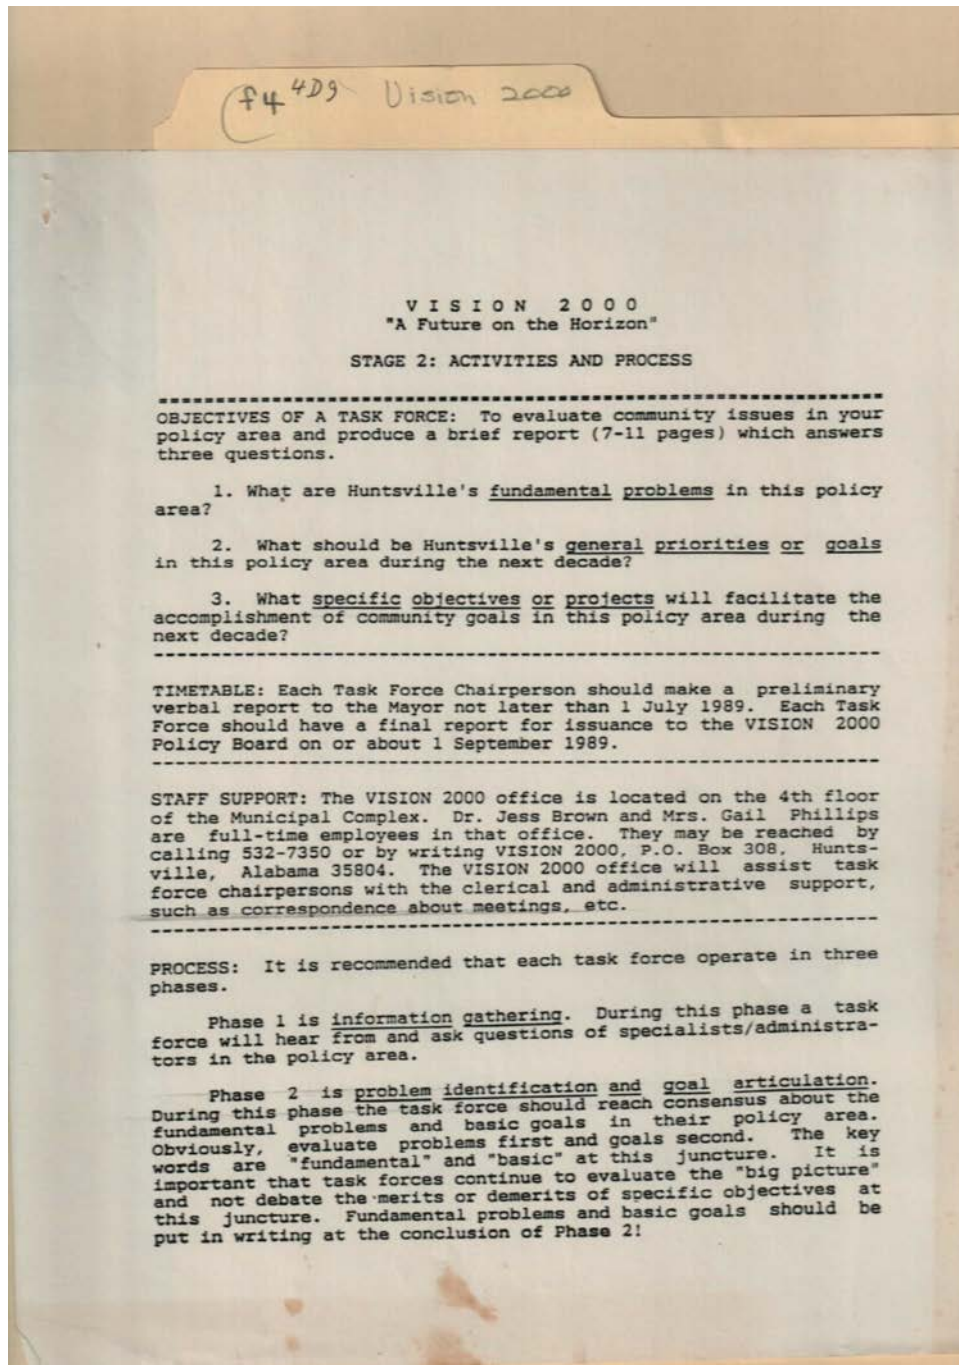 f4 4D9 Vision 2000
V I S I O N 2 0 0 0
"A Future on the Horizon"
STAGE 2: ACTIVITIES AND PROCESS
OBJECTIVES OF A TASK FORCE: To evaluate community issues in your
policy area and produce a brief report (7-11 pages) which answers
three questions.
1. What are Huntsville's fundamental problems in this policy
area?
2. What should be Huntsville's general priorities or goals
in this policy area during the next decade?
3. What specific objectives or projects will facilitate the
accomplishment of community goals in this policy area during the
next decade?
TIMETABLE: Each Task Force Chairperson should make a preliminary
verbal report to the Mayor not later than 1 July 1989. Each Task
Force should have a final report for issuance to the VISION 2000
Policy Board on or about 1 September 1989.
STAFF SUPPORT: The VISION 2000 office is located on the 4th floor
of the Municipal Complex. Dr. Jess Brown and Mrs. Gail Phillips
are full-time employees in that office. They may be reached by
calling 532-7350 or by writing VISION 2000, P.O. Box 308, Hunts-
ville, Alabama 35804. The VISION 2000 office will assist task
force chairpersons with the clerical and administrative support,
such as correspondence about meetings, etc.
PROCESS: It is recommended that each task force operate in three
phases.
Phase 1 is information gathering. During this phase a task
force will hear from and ask questions of specialists/administra-
tors in the policy area.
Phase 2 is problem identification and goal articulation.
During this phase the task force should reach consensus about the
fundamental problems and basic goals in their policy area.
Obviously, evaluate problems first and goals second. The key
words are "fundamental" and "basic" at this juncture. It is
important that task forces continue to evaluate the "big picture"
and not debate the merits or demerits of specific objectives at
this juncture. Fundamental problems and basic goals should be
put in writing at the conclusion of Phase 2!